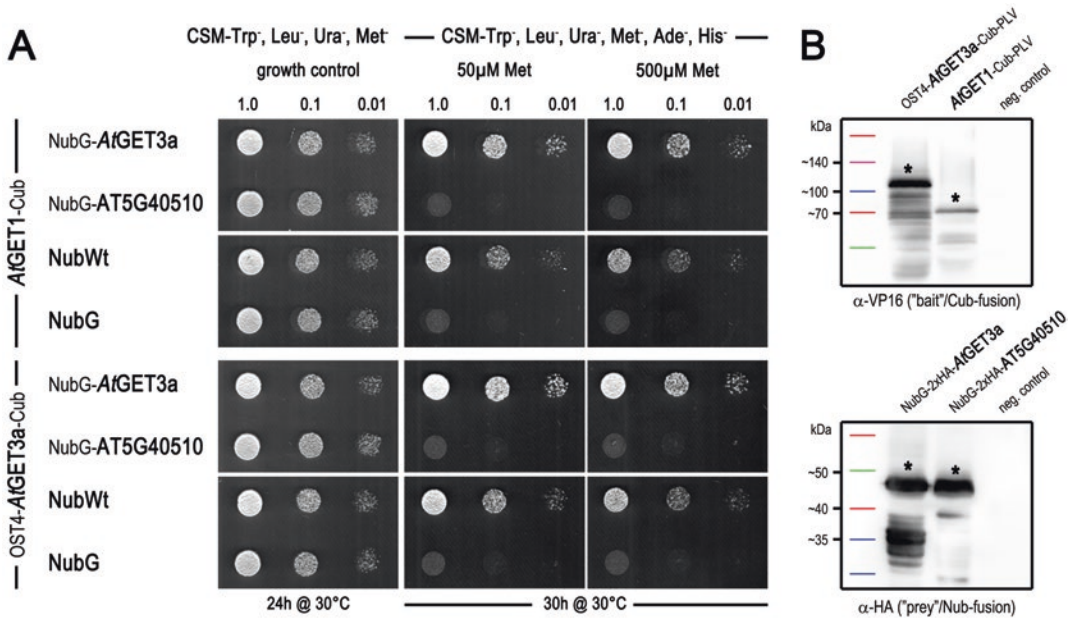 A
CSM-Trp-, Leu-, Ura-, Met-
CSM-Trp-, Leu-, Ura-, Met-, Ade-, His-
growth control
50µM Met
500µM Met
1.0 0.1 0.01 1.0 0.1 0.01 1.0 0.1 0.01
AtGET1-Cub
NubG-AtGET3a
NubG-AT5G40510
NubWt
NubG
OST4-AtGET3a-Cub
NubG-AtGET3a
NubG-AT5G40510
NubWt
NubG
24h @ 30°C
30h @ 30°C
B
OST4-AtGET3a-Cub-PLV
AtGET1-Cub-PLV
neg. control
kDa
~140
~100
~70
*
*
α-VP16 ("bait"/Cub-fusion)
NubG-2xHA-AtGET3a
NubG-2xHA-AT5G40510
neg. control
kDa
~50
~40
~35
* *
α-HA ("prey"/Nub-fusion)